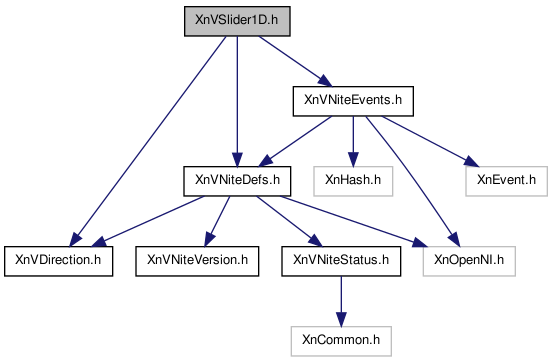 XnVSlider1D.h
XnVNiteEvents.h
XnVNiteDefs.h
XnHash.h
XnEvent.h
XnVDirection.h
XnVNiteVersion.h
XnVNiteStatus.h
XnOpenNI.h
XnCommon.h